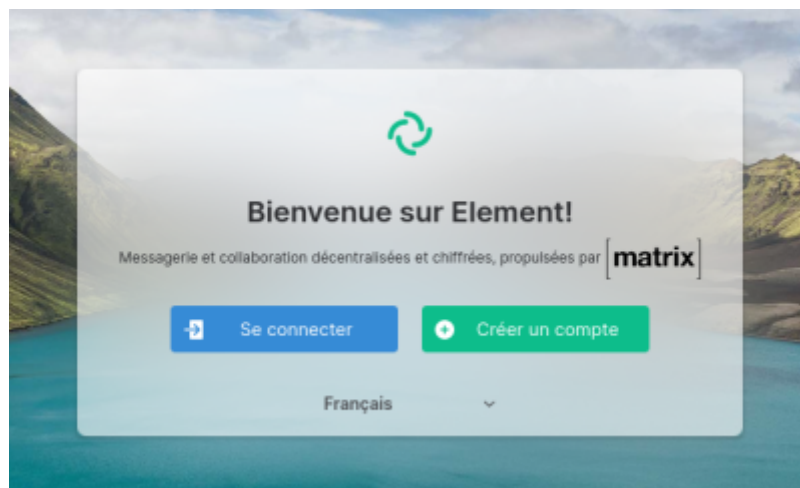 Bienvenue sur Element!
Messagerie et collaboration décentralisées et chiffrées, propulsées par [matrix]
Se connecter Créer un compte
Français